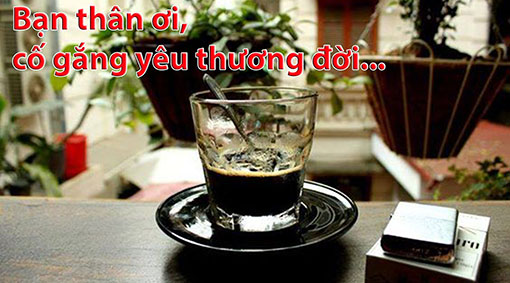 Bạn thân ơi,
cố gắng yêu thương đời...